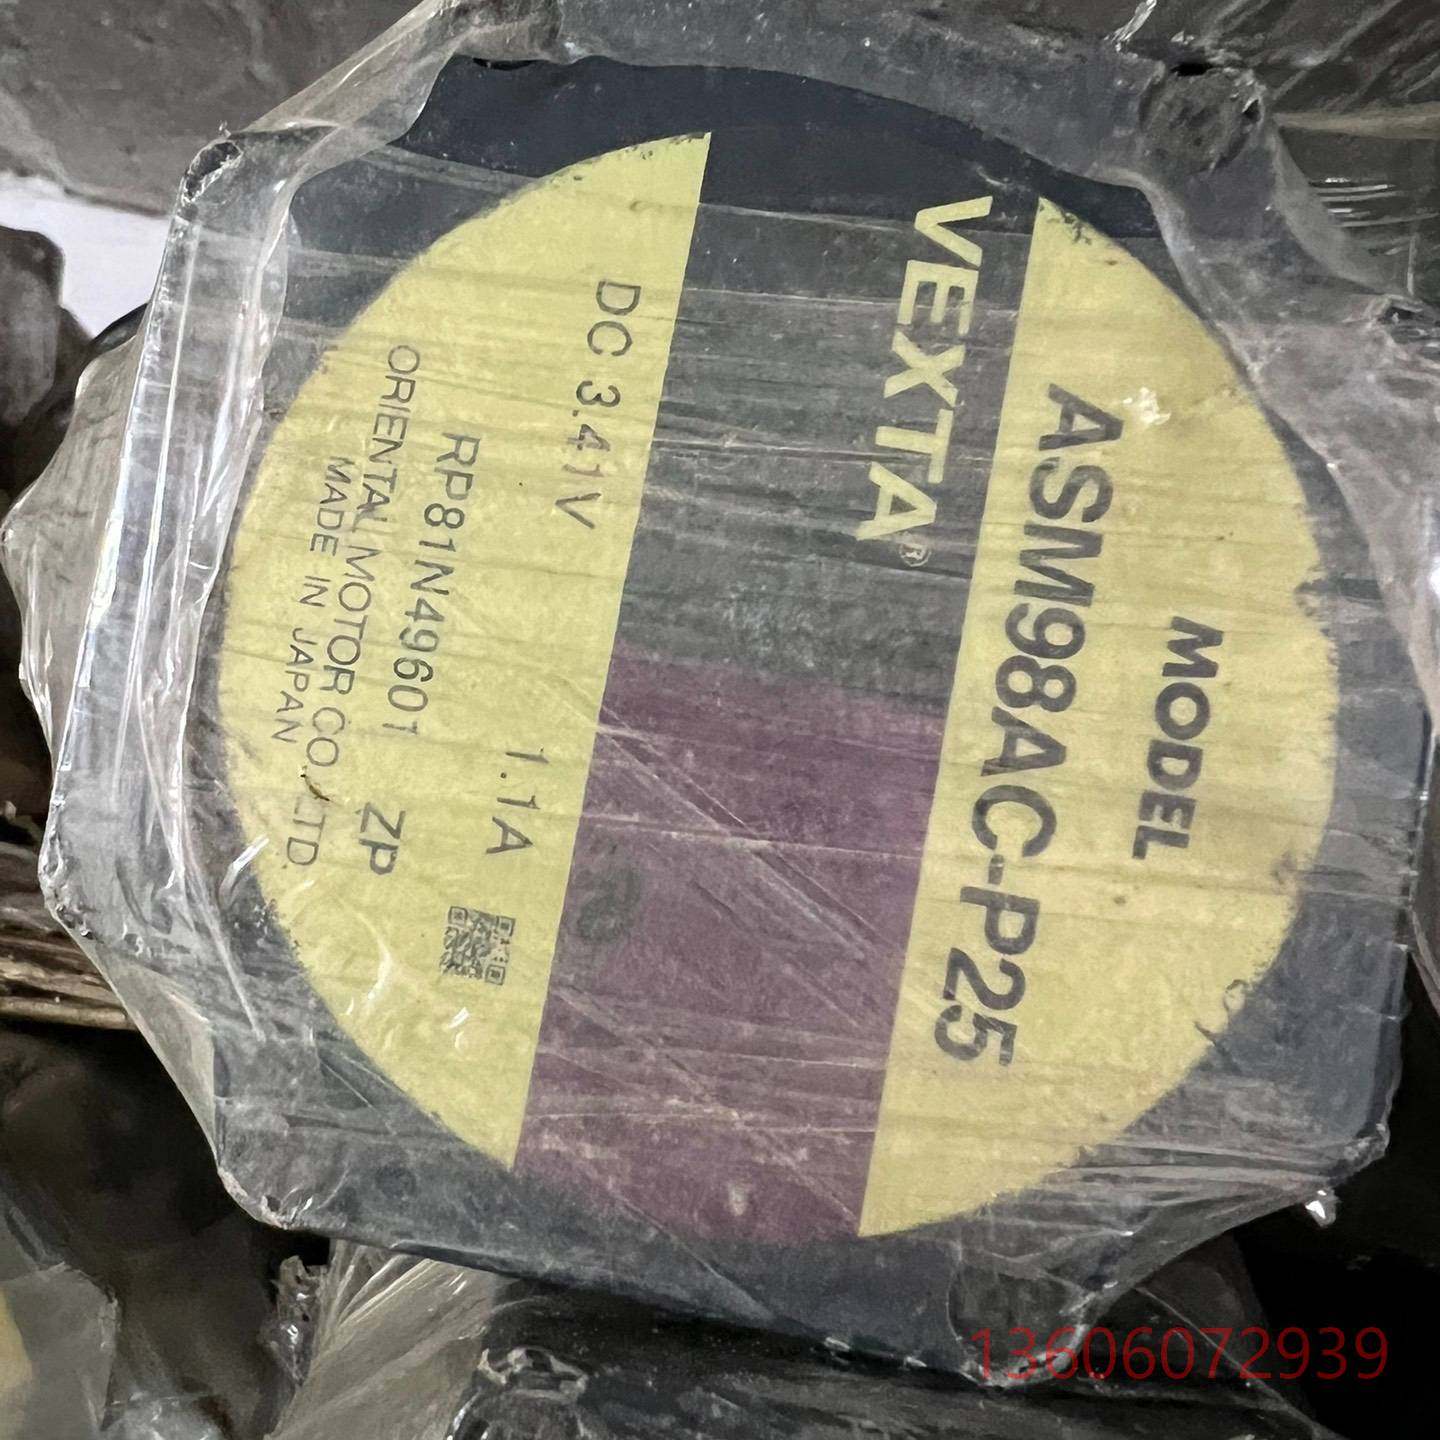 MODEL
ASM98AC-P25
VEXTA®
DC 3.41V 1.1A
RP81N49601 ZP
ORIENTAL MOTOR CO.,LTD
MADE IN JAPAN
13606072939